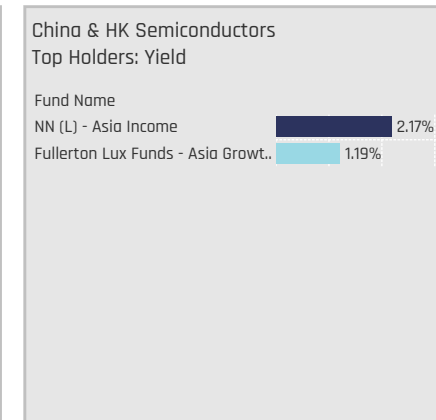 China & HK Semiconductors
Top Holders: Yield
Fund Name
NN (L) - Asia Income 2.17%
Fullerton Lux Funds - Asia Growt.. 1.19%